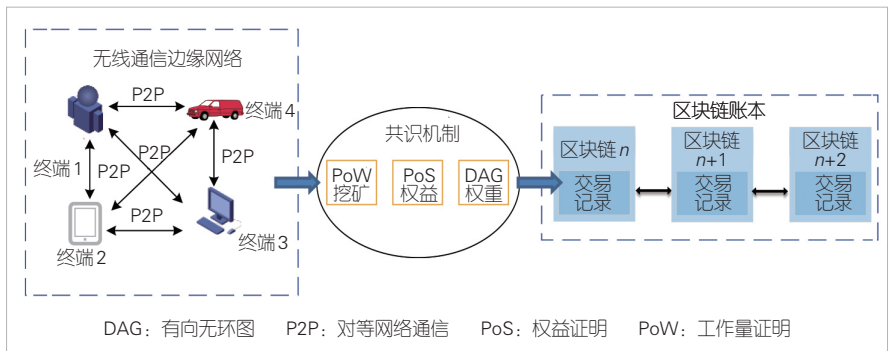 无线通信边缘网络
P2P
终端4
终端1
P2P
P2P
P2P
P2P
P2P
终端2
终端3
共识机制
PoW
挖矿
PoS
权益
DAG
权重
区块链账本
区块链n
交易
记录
区块链
n+1
交易
记录
区块链
n+2
交易
记录
DAG：有向无环图 P2P：对等网络通信 PoS：权益证明 PoW：工作量证明